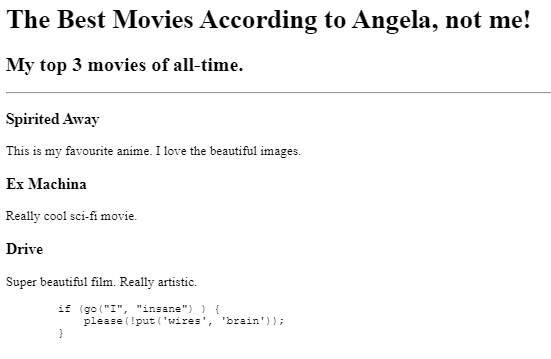 The Best Movies According to Angela, not me!
My top 3 movies of all-time.
Spirited Away
This is my favourite anime. I love the beautiful images.
Ex Machina
Really cool sci-fi movie.
Drive
Super beautiful film. Really artistic.
if (go("I", "insane") ) {
please(!put('wires', 'brain'));
}